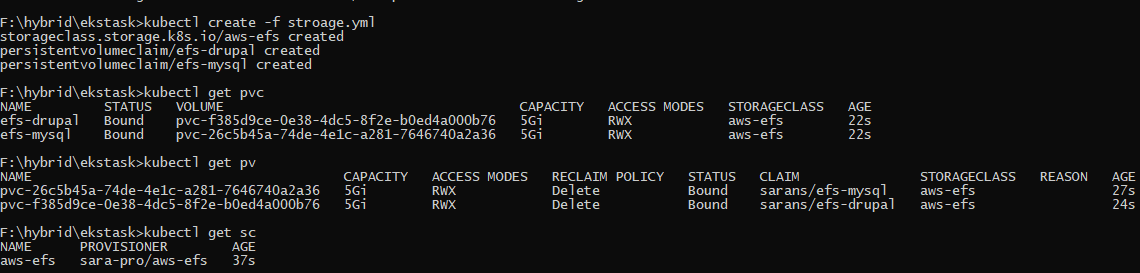 F:\hybrid\ekstask>kubectl create -f stroage.yml
storageclass.storage.k8s.io/aws-efs created
persistentvolumeclaim/efs-drupal created
persistentvolumeclaim/efs-mysql created
F:\hybrid\ekstask>kubectl get pvc
NAME STATUS VOLUME CAPACITY ACCESS MODES STORAGECLASS AGE
efs-drupal Bound pvc-f385d9ce-0e38-4dc5-8f2e-b0ed4a000b76 5Gi RWX aws-efs 22s
efs-mysql Bound pvc-26c5b45a-74de-4e1c-a281-7646740a2a36 5Gi RWX aws-efs 22s
F:\hybrid\ekstask>kubectl get pv
NAME CAPACITY ACCESS MODES RECLAIM POLICY STATUS CLAIM STORAGECLASS REASON AGE
pvc-26c5b45a-74de-4e1c-a281-7646740a2a36 5Gi RWX Delete Bound sarans/efs-mysql aws-efs 27s
pvc-f385d9ce-0e38-4dc5-8f2e-b0ed4a000b76 5Gi RWX Delete Bound sarans/efs-drupal aws-efs 24s
F:\hybrid\ekstask>kubectl get sc
NAME PROVISIONER AGE
aws-efs sara-pro/aws-efs 37s